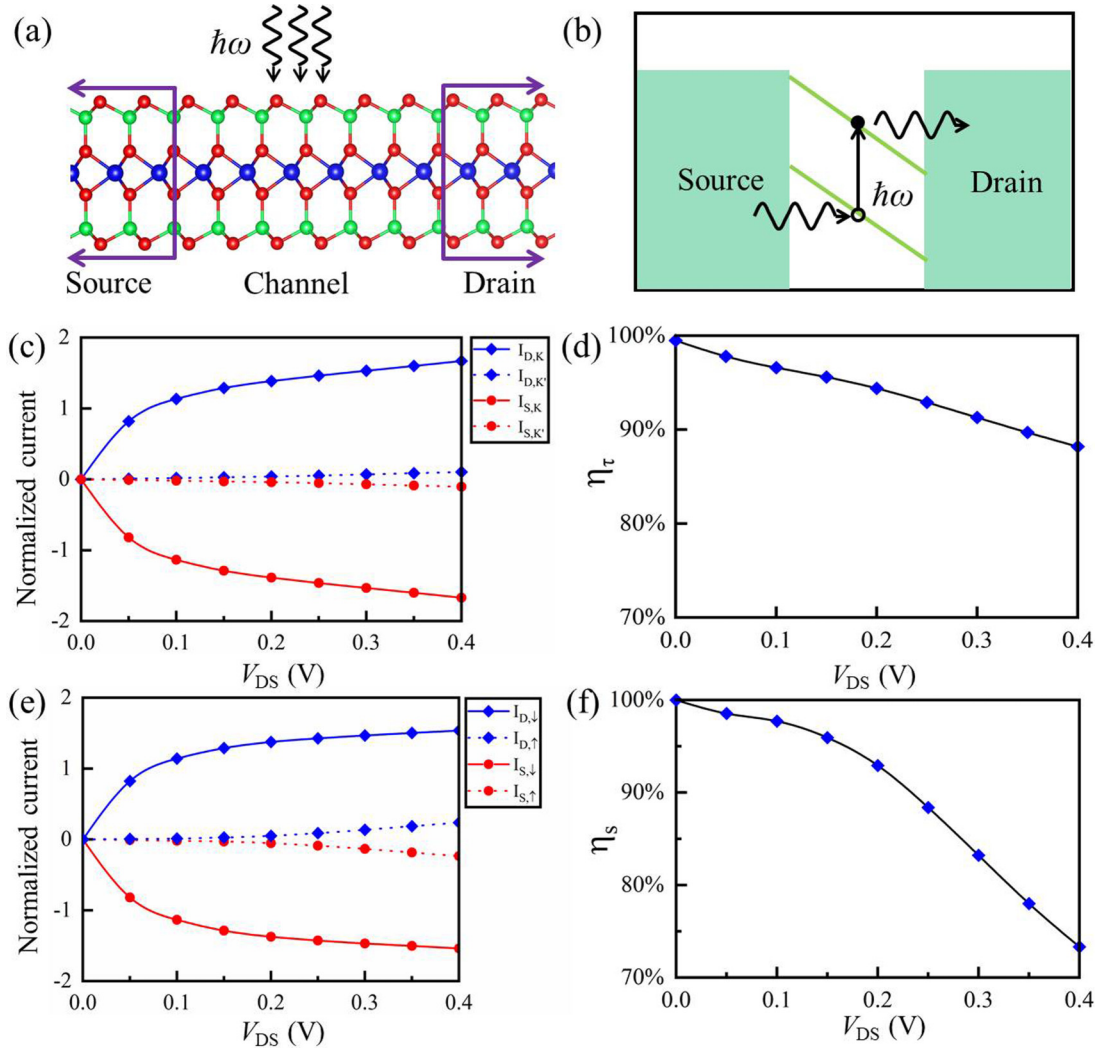 (a)
ħω
Source
Channel
Drain
(b)
Source
ħω
Drain
(c)
Normalized current
2
1
0
-1
-2
0.0 0.1 0.2 0.3 0.4
V_DS (V)
I_D,K
I_D,K'
I_S,K
I_S,K'
(d)
η_τ
100%
90%
80%
70%
0.0 0.1 0.2 0.3 0.4
V_DS (V)
(e)
Normalized current
2
1
0
-1
-2
0.0 0.1 0.2 0.3 0.4
V_DS (V)
I_D,↓
I_D,↑
I_S,↓
I_S,↑
(f)
η_s
100%
90%
80%
70%
0.0 0.1 0.2 0.3 0.4
V_DS (V)